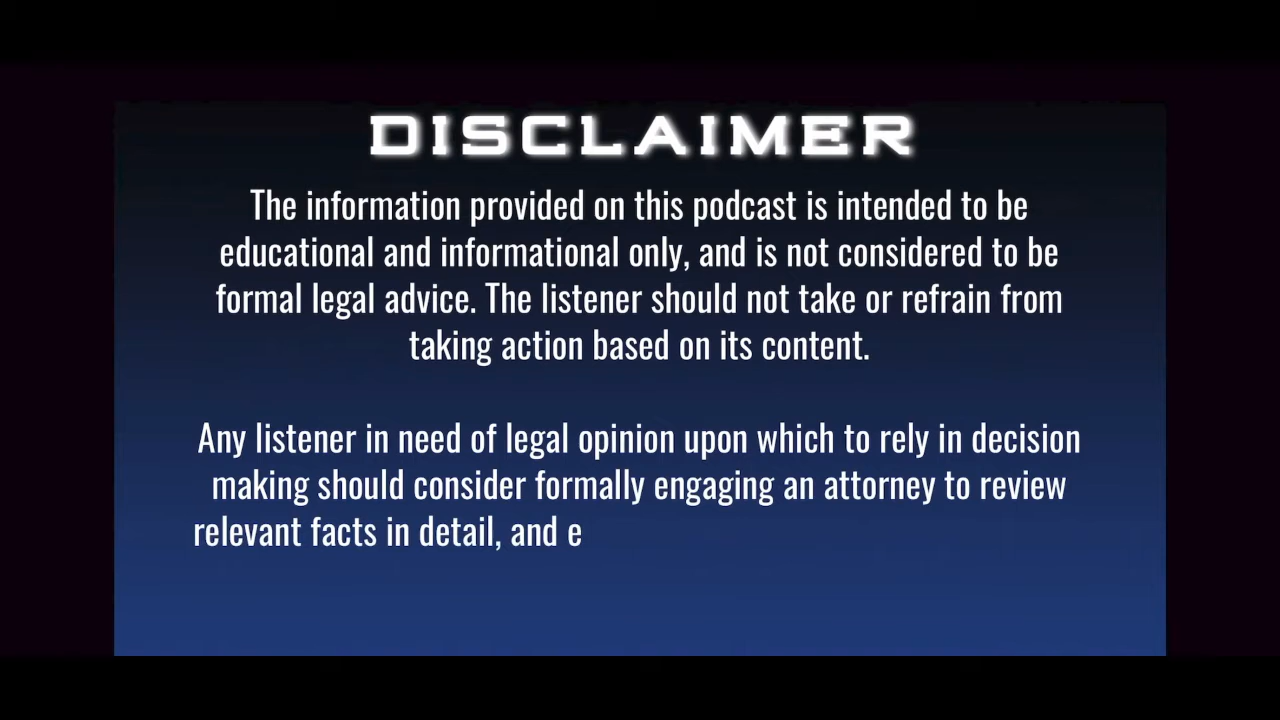 DISCLAIMER
The information provided on this podcast is intended to be
educational and informational only, and is not considered to be
formal legal advice. The listener should not take or refrain from
taking action based on its content.
Any listener in need of legal opinion upon which to rely in decision
making should consider formally engaging an attorney to review
relevant facts in detail, and e